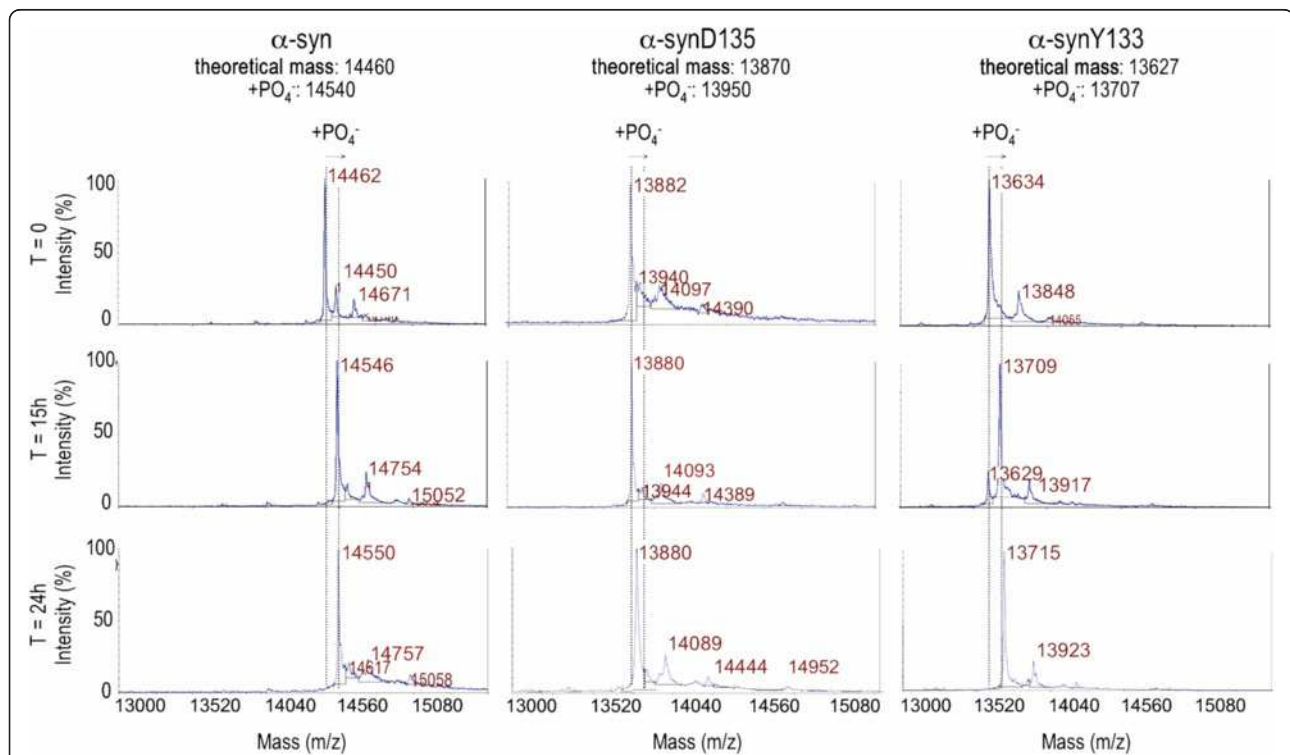 α-syn
theoretical mass: 14460
+PO₄⁻: 14540
α-synD135
theoretical mass: 13870
+PO₄⁻: 13950
α-synY133
theoretical mass: 13627
+PO₄⁻: 13707
+PO₄⁻
+PO₄⁻
+PO₄⁻
T = 0
Intensity (%)
100
50
0
14462
14450
14671
13882
13940
14097
14390
13634
13848
14055
T = 15h
Intensity (%)
100
50
0
14546
14754
15052
13880
14093
13944
14389
13709
13629
13917
T = 24h
Intensity (%)
100
50
0
14550
14757
14617
15058
13880
14089
14444
14952
13715
13923
13000 13520 14040 14560 15080
13000 13520 14040 14560 15080
13000 13520 14040 14560 15080
Mass (m/z)
Mass (m/z)
Mass (m/z)